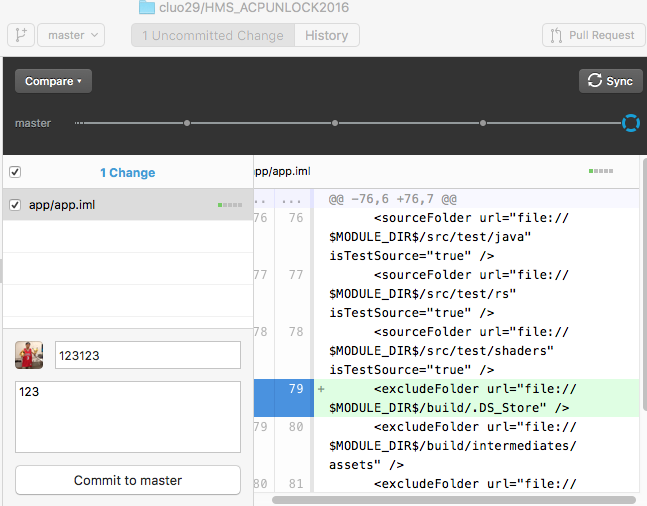 cluo29/HMS_ACPUNLOCK2016
master
1 Uncommitted Change
History
Pull Request
Compare
Sync
master
1 Change
pp/app.iml
app/app.iml
.. ... @@ -76,6 +76,7 @@
76 76 <sourceFolder url="file://
$MODULE_DIR$/src/test/java"
isTestSource="true" />
77 77 <sourceFolder url="file://
$MODULE_DIR$/src/test/rs"
isTestSource="true" />
78 78 <sourceFolder url="file://
$MODULE_DIR$/src/test/shaders"
isTestSource="true" />
79 + <excludeFolder url="file://
$MODULE_DIR$/build/.DS_Store" />
79 80 <excludeFolder url="file://
$MODULE_DIR$/build/intermediates/
assets" />
80 81 <excludeFolder url="file://
123123
123
Commit to master